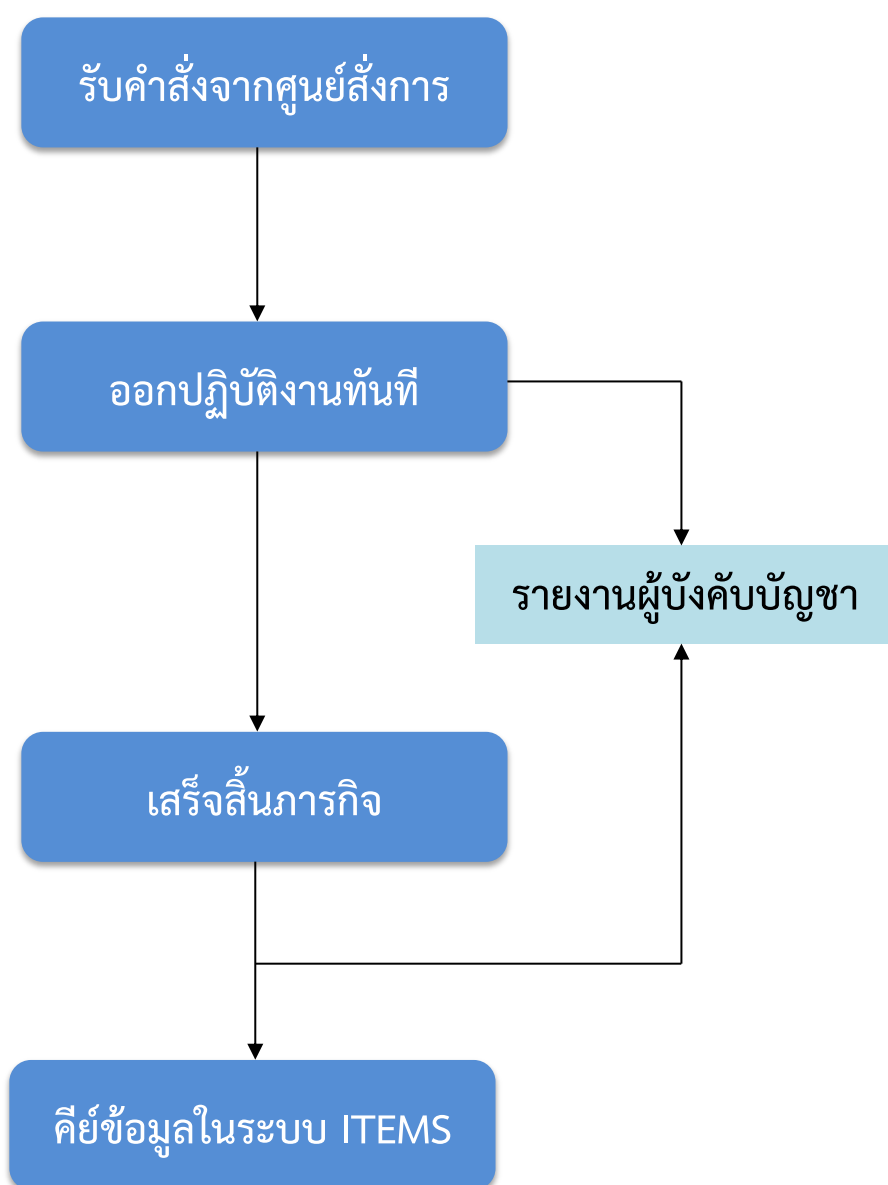 รับคำสั่งจากศูนย์สั่งการ
ออกปฏิบัติงานทันที
รายงานผู้บังคับบัญชา
เสร็จสิ้นภารกิจ
คีย์ข้อมูลในระบบ ITEMS